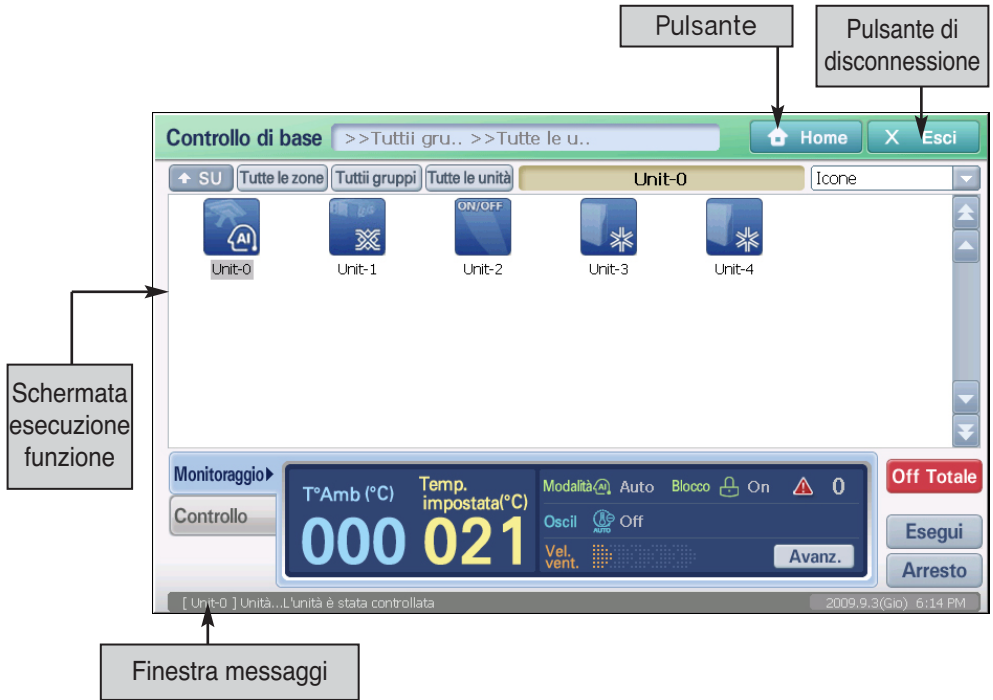 Pulsante
Pulsante di
disconnessione
Controllo di base >>Tuttii gru.. >>Tutte le u.. Home X Esci
SU Tutte le zone Tuttii gruppi Tutte le unità Unit-0 Icone
AI ON/OFF
Unit-0 Unit-1 Unit-2 Unit-3 Unit-4
Schermata
esecuzione
funzione
Monitoraggio
Controllo
T°Amb (°C) Temp.
impostata(°C)
000 021
Modalità AI Auto Blocco On 0
Oscil AUTO Off
Vel.
vent. Avanz.
Off Totale
Esegui
Arresto
[ Unit-0 ] Unità...L'unità è stata controllata 2009.9.3(Gio) 6:14 PM
Finestra messaggi